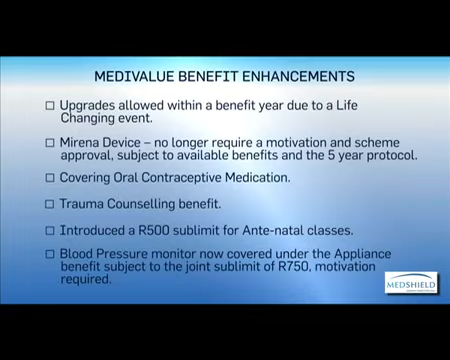 MEDIVALUE BENEFIT ENHANCEMENTS
Upgrades allowed within a benefit year due to a Life
Changing event.
Mirena Device – no longer require a motivation and scheme
approval, subject to available benefits and the 5 year protocol.
Covering Oral Contraceptive Medication.
Trauma Counselling benefit.
Introduced a R500 sublimit for Ante-natal classes.
Blood Pressure monitor now covered under the Appliance
benefit subject to the joint sublimit of R750, motivation
required.
MEDSHIELD